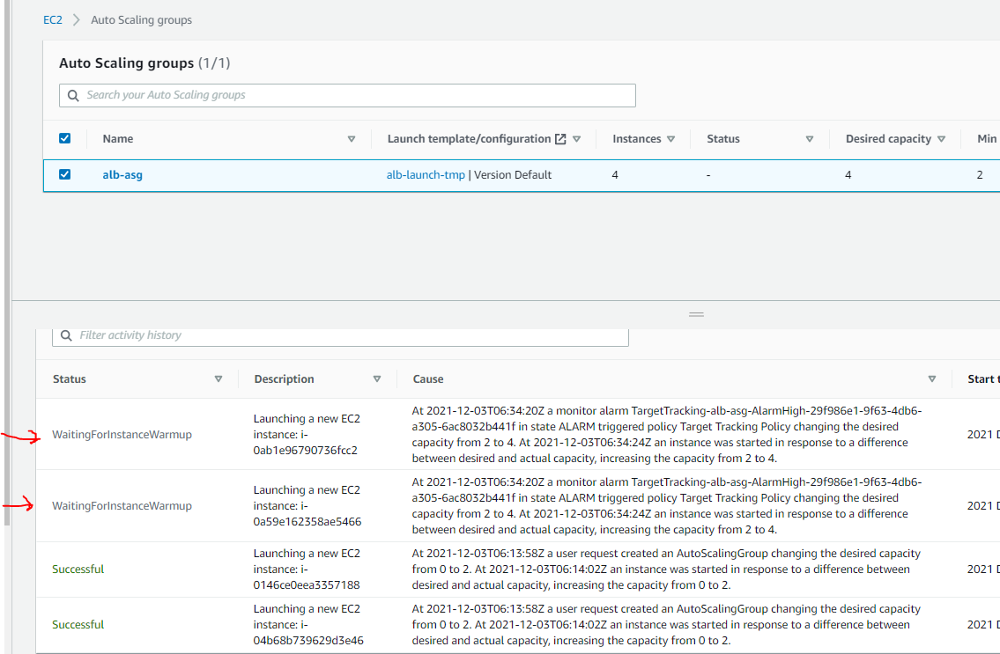 EC2 > Auto Scaling groups
Auto Scaling groups (1/1)
Search your Auto Scaling groups
Name Launch template/configuration Instances Status Desired capacity Min
alb-asg alb-launch-tmp | Version Default 4 - 4 2
Filter activity history
Status Description Cause Start t
WaitingForInstanceWarmup
Launching a new EC2
instance: i-
0ab1e96790736fcc2
At 2021-12-03T06:34:20Z a monitor alarm TargetTracking-alb-asg-AlarmHigh-29f986e1-9f63-4db6-
a305-6ac8032b441f in state ALARM triggered policy Target Tracking Policy changing the desired
capacity from 2 to 4. At 2021-12-03T06:34:24Z an instance was started in response to a difference
between desired and actual capacity, increasing the capacity from 2 to 4.
2021 D
WaitingForInstanceWarmup
Launching a new EC2
instance: i-
0a59e162358ae5466
At 2021-12-03T06:34:20Z a monitor alarm TargetTracking-alb-asg-AlarmHigh-29f986e1-9f63-4db6-
a305-6ac8032b441f in state ALARM triggered policy Target Tracking Policy changing the desired
capacity from 2 to 4. At 2021-12-03T06:34:24Z an instance was started in response to a difference
between desired and actual capacity, increasing the capacity from 2 to 4.
2021 D
Successful
Launching a new EC2
instance: i-
0146ce0eea3357188
At 2021-12-03T06:13:58Z a user request created an AutoScalingGroup changing the desired capacity
from 0 to 2. At 2021-12-03T06:14:02Z an instance was started in response to a difference between
desired and actual capacity, increasing the capacity from 0 to 2.
2021 D
Successful
Launching a new EC2
instance: i-
04b68b739629d3e46
At 2021-12-03T06:13:58Z a user request created an AutoScalingGroup changing the desired capacity
from 0 to 2. At 2021-12-03T06:14:02Z an instance was started in response to a difference between
desired and actual capacity, increasing the capacity from 0 to 2.
2021 D